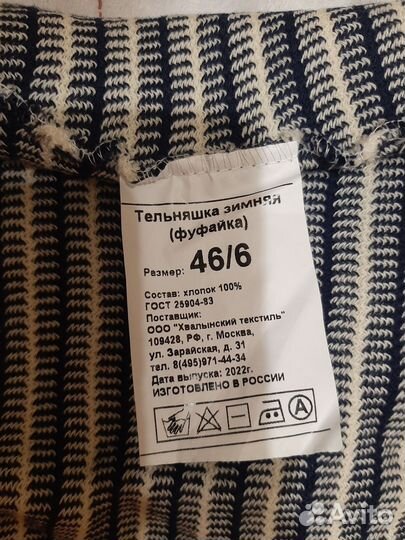 Тельняшка зимняя
(фуфайка)
Размер: 46/6
Состав: хлопок 100%
ГОСТ 25904-83
Поставщик:
ООО "Хвалынский текстиль"
109428, РФ, г. Москва,
ул. Зарайская, д. 31
тел. 8(495)971-44-34
Дата выпуска: 2022г.
ИЗГОТОВЛЕНО В РОССИИ
A
Avito